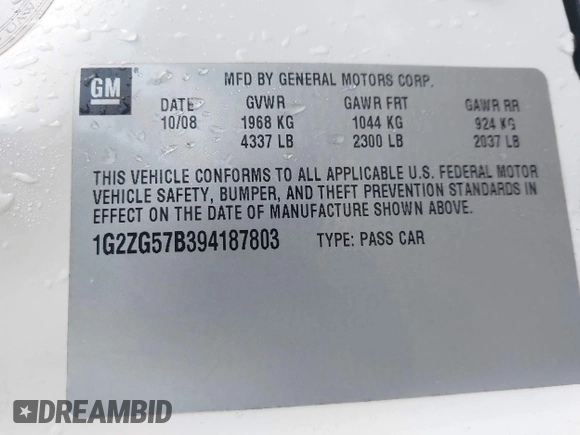 GM
MFD BY GENERAL MOTORS CORP.
DATE GVWR GAWR FRT GAWR RR
10/08 1968 KG 1044 KG 924 KG
4337 LB 2300 LB 2037 LB
THIS VEHICLE CONFORMS TO ALL APPLICABLE U.S. FEDERAL MOTOR
VEHICLE SAFETY, BUMPER, AND THEFT PREVENTION STANDARDS IN
EFFECT ON THE DATE OF MANUFACTURE SHOWN ABOVE.
1G2ZG57B394187803 TYPE: PASS CAR
DREAMBID